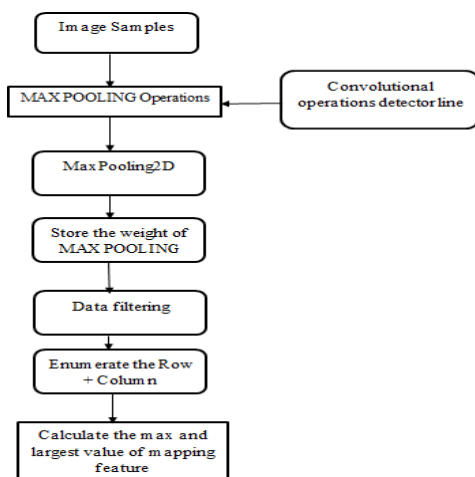 Image Samples
MAX POOLING Operations
Convolutional
operations detector line
MaxPooling2D
Store the weight of
MAX POOLING
Data filtering
Enumerate the Row
+ Column
Calculate the max and
largest value of mapping
feature